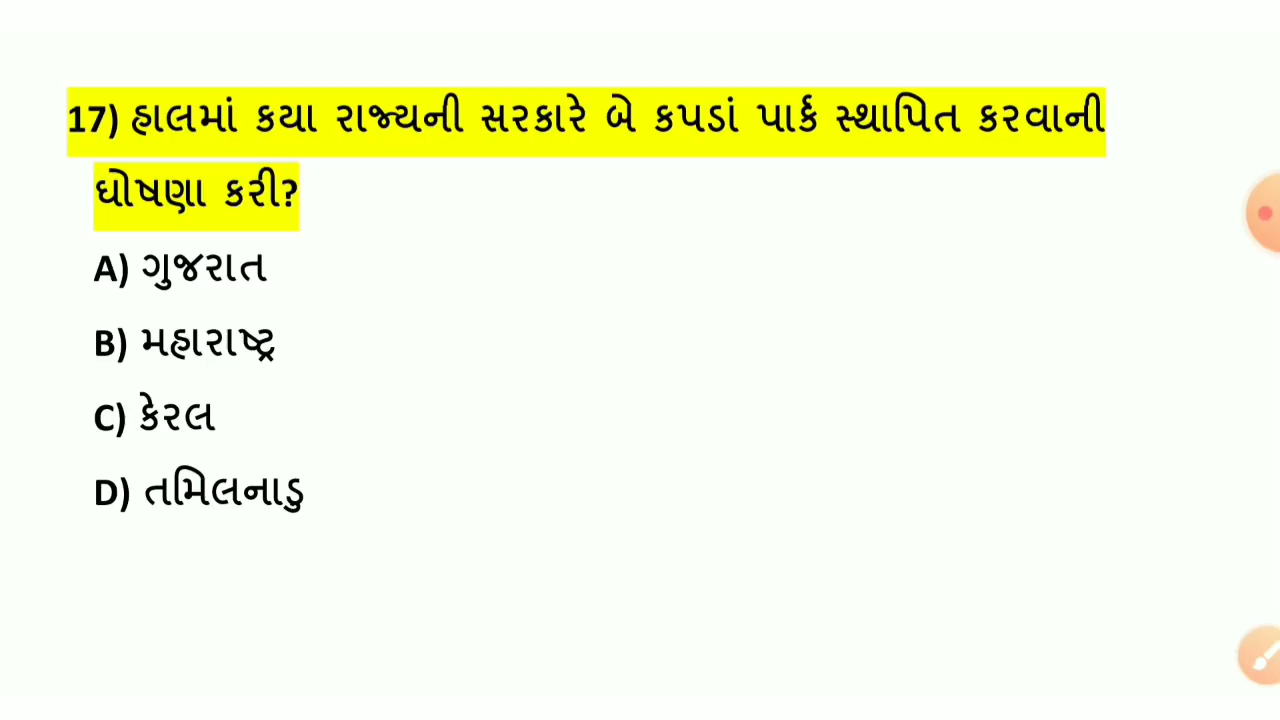 17) હાલમાં કયા રાજ્યની સરકારે બે કપડાં પાર્ક સ્થાપિત કરવાની
ઘોષણા કરી?
A) ગુજરાત
B) મહારાષ્ટ્ર
C) કેરલ
D) તમિલનાડુ